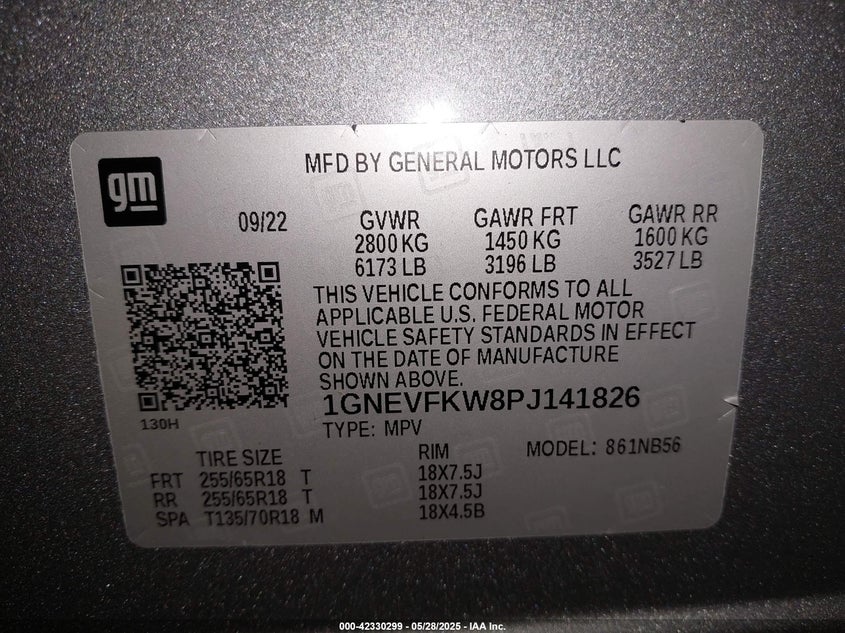 gm
MFD BY GENERAL MOTORS LLC
09/22 GVWR GAWR FRT GAWR RR
2800 KG 1450 KG 1600 KG
6173 LB 3196 LB 3527 LB
THIS VEHICLE CONFORMS TO ALL
APPLICABLE U.S. FEDERAL MOTOR
VEHICLE SAFETY STANDARDS IN EFFECT
ON THE DATE OF MANUFACTURE
SHOWN ABOVE.
1GNEVFKW8PJ141826
130H
TYPE: MPV
MODEL: 861NB56
TIRE SIZE RIM
FRT 255/65R18 T 18X7.5J
RR 255/65R18 T 18X7.5J
SPA T135/70R18 M 18X4.5B
000-42330299 - 05/28/2025 - IAA Inc.